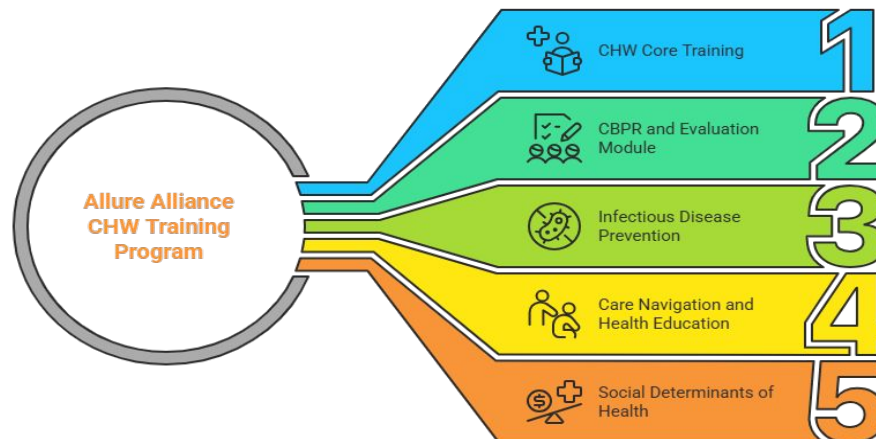 Allure Alliance
CHW Training
Program
CHW Core Training
1
CBPR and Evaluation
Module
2
Infectious Disease
Prevention
3
Care Navigation and
Health Education
4
$
Social Determinants of
Health
5